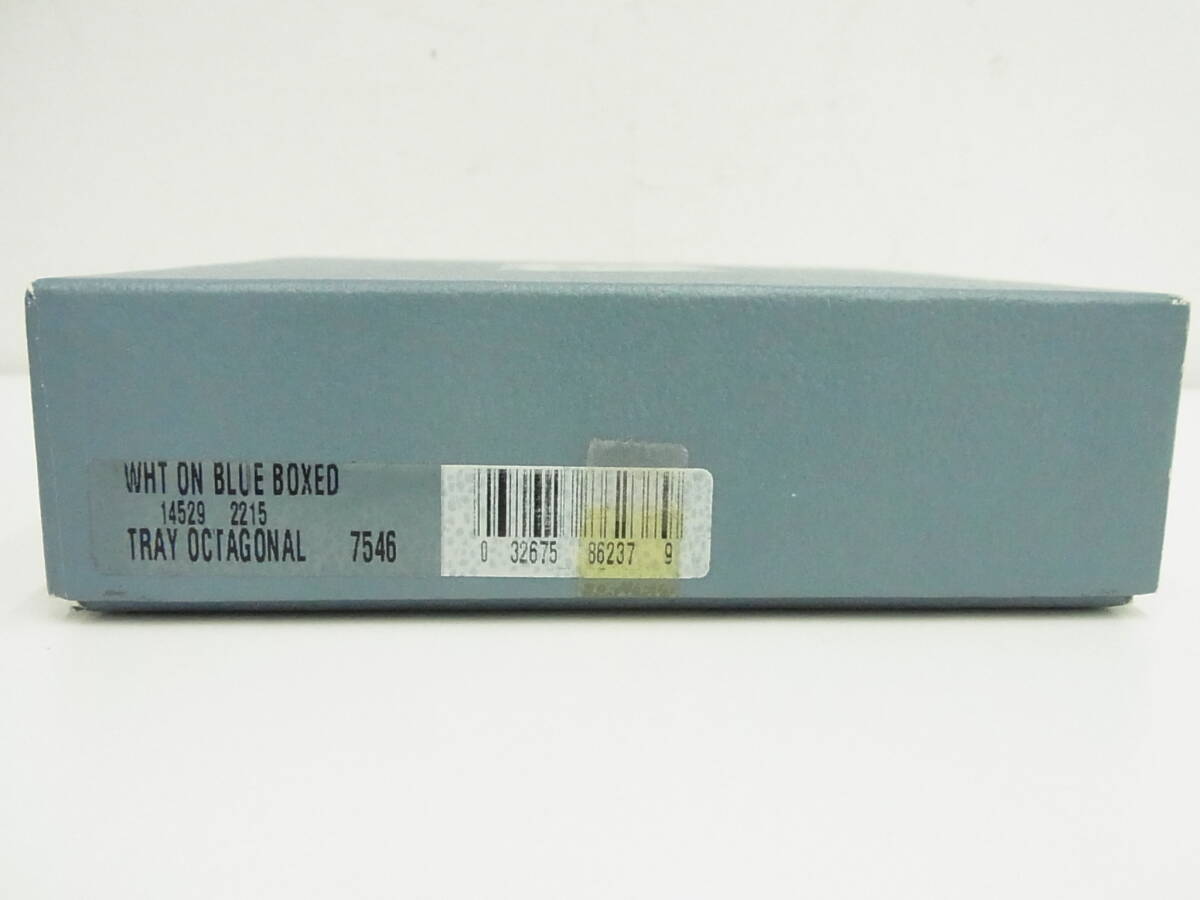 WHT ON BLUE BOXED
14529 2215
TRAY OCTAGONAL 7546
0 32675 86237 9